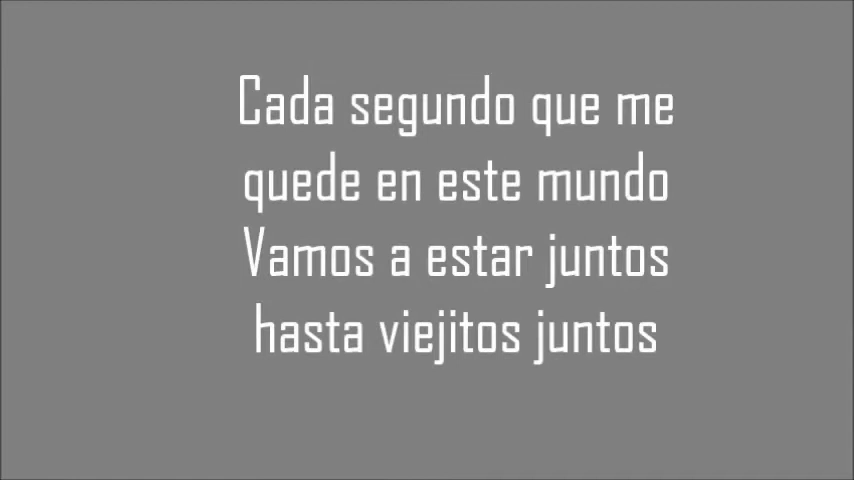 Cada segundo que me
quede en este mundo
Vamos a estar juntos
hasta viejitos juntos